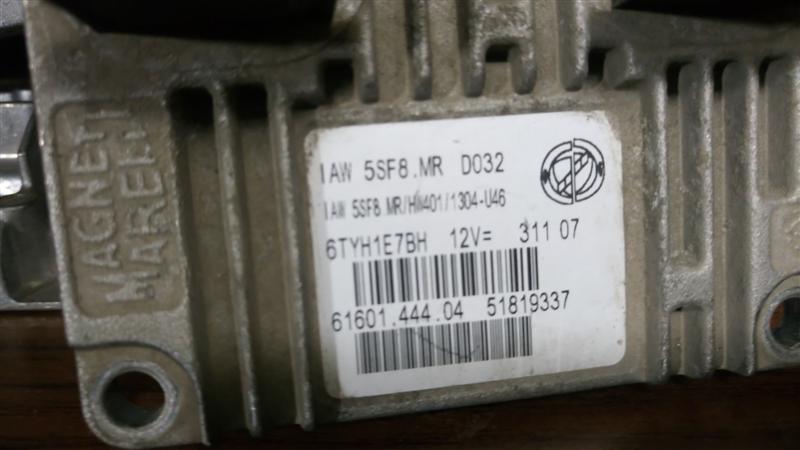 MAGNETI
MARELLI
IAW 5SF8.MR D032
IAW 5SF8.MR/HW401/1304-U46
6TYH1E7BH 12V= 311 07
61601.444.04 51819337